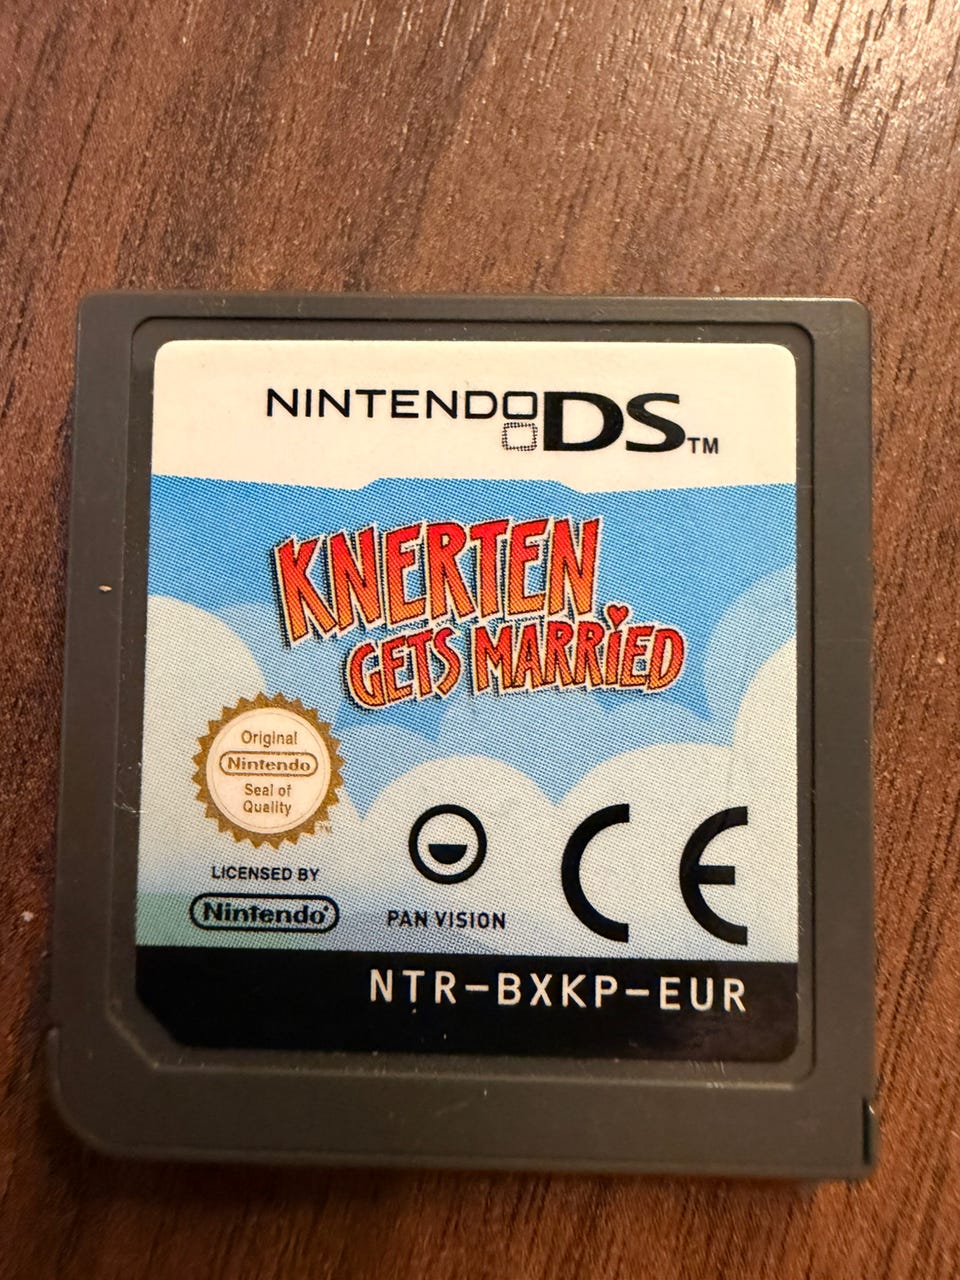 NINTENDO DS™
KNERTEN
GETS MARRIED
Original
Nintendo
Seal of
Quality
TM
LICENSED BY
Nintendo®
PAN VISION
CE
NTR-BXKP-EUR